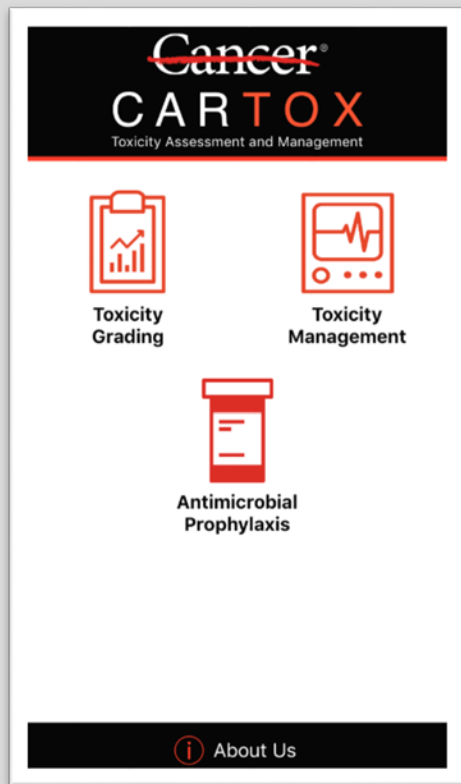 Cancer®
CARTOX
Toxicity Assessment and Management
Toxicity
Grading
Toxicity
Management
Antimicrobial
Prophylaxis
i About Us